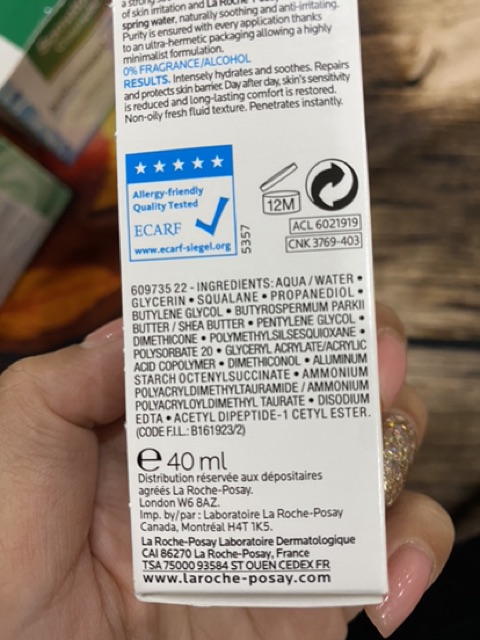 of skin irritation and La Roche-Posay
spring water, naturally soothing and anti-irritating.
Purity is ensured with every application thanks
to an ultra-hermetic packaging allowing a highly
minimalist formulation.
0% FRAGRANCE/ALCOHOL
RESULTS. Intensely hydrates and soothes. Repairs
and protects skin barrier. Day after day, skin's sensitivity
is reduced and long-lasting comfort is restored.
Non-oily fresh fluid texture. Penetrates instantly.
Allergy-friendly
Quality Tested
ECARF
www.ecarf-siegel.org
5357
12M
ACL 6021919
CNK 3769-403
609735 22 - INGREDIENTS: AQUA / WATER •
GLYCERIN • SQUALANE • PROPANEDIOL •
BUTYLENE GLYCOL • BUTYROSPERMUM PARKII
BUTTER / SHEA BUTTER • PENTYLENE GLYCOL •
DIMETHICONE • POLYMETHYLSILSESQUIOXANE •
POLYSORBATE 20 • GLYCERYL ACRYLATE/ACRYLIC
ACID COPOLYMER • DIMETHICONOL • ALUMINUM
STARCH OCTENYLSUCCINATE • AMMONIUM
POLYACRYLDIMETHYLTAURAMIDE / AMMONIUM
POLYACRYLOYLDIMETHYL TAURATE • DISODIUM
EDTA • ACETYL DIPEPTIDE-1 CETYL ESTER.
(CODE F.I.L.: B161923/2)
e 40 ml
Distribution réservée aux dépositaires
agréés La Roche-Posay.
London W6 8AZ.
Imp. by/par : Laboratoire La Roche-Posay
Canada, Montréal H4T 1K5.
La Roche-Posay Laboratoire Dermatologique
CAI 86270 La Roche-Posay, France
TSA 75000 93584 ST OUEN CEDEX FR
www.laroche-posay.com